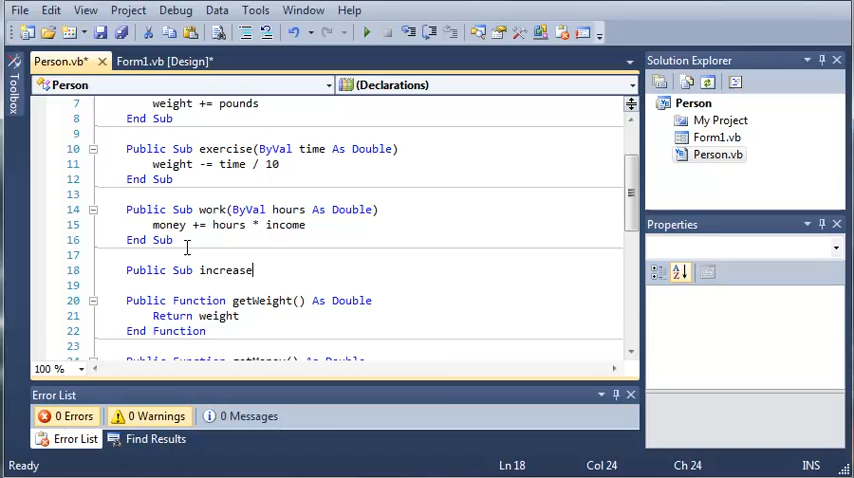 File Edit View Project Debug Data Tools Window Help
Person.vb* Form1.vb [Design]*
Person (Declarations)
7 weight += pounds
8 End Sub
9
10 Public Sub exercise(ByVal time As Double)
11 weight -= time / 10
12 End Sub
13
14 Public Sub work(ByVal hours As Double)
15 money += hours * income
16 End Sub
17
18 Public Sub increase
19
20 Public Function getWeight() As Double
21 Return weight
22 End Function
23
24 Public Function getMoney() As Double
100 %
Toolbox
Solution Explorer
Person
My Project
Form1.vb
Person.vb
Properties
Error List
0 Errors 0 Warnings 0 Messages
Error List Find Results
Ready Ln 18 Col 24 Ch 24 INS